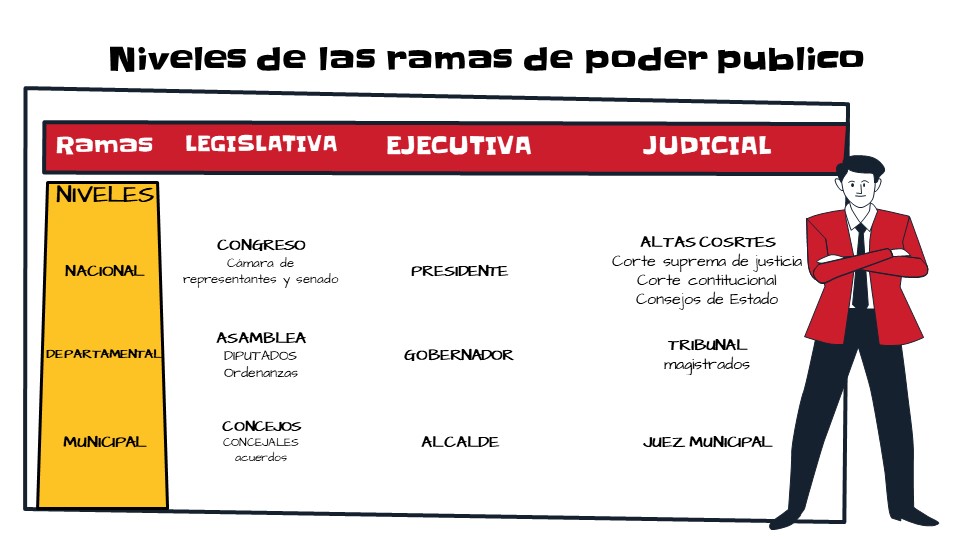 Niveles de las ramas de poder publico
Ramas LEGISLATIVA EJECUTIVA JUDICIAL
NIVELES
NACIONAL
CONGRESO
Cámara de
representantes y senado
PRESIDENTE
ALTAS COSRTES
Corte suprema de justicia
Corte contitucional
Consejos de Estado
DEPARTAMENTAL
ASAMBLEA
DIPUTADOS
Ordenanzas
GOBERNADOR
TRIBUNAL
magistrados
MUNICIPAL
CONCEJOS
CONCEJALES
acuerdos
ALCALDE
JUEZ MUNICIPAL